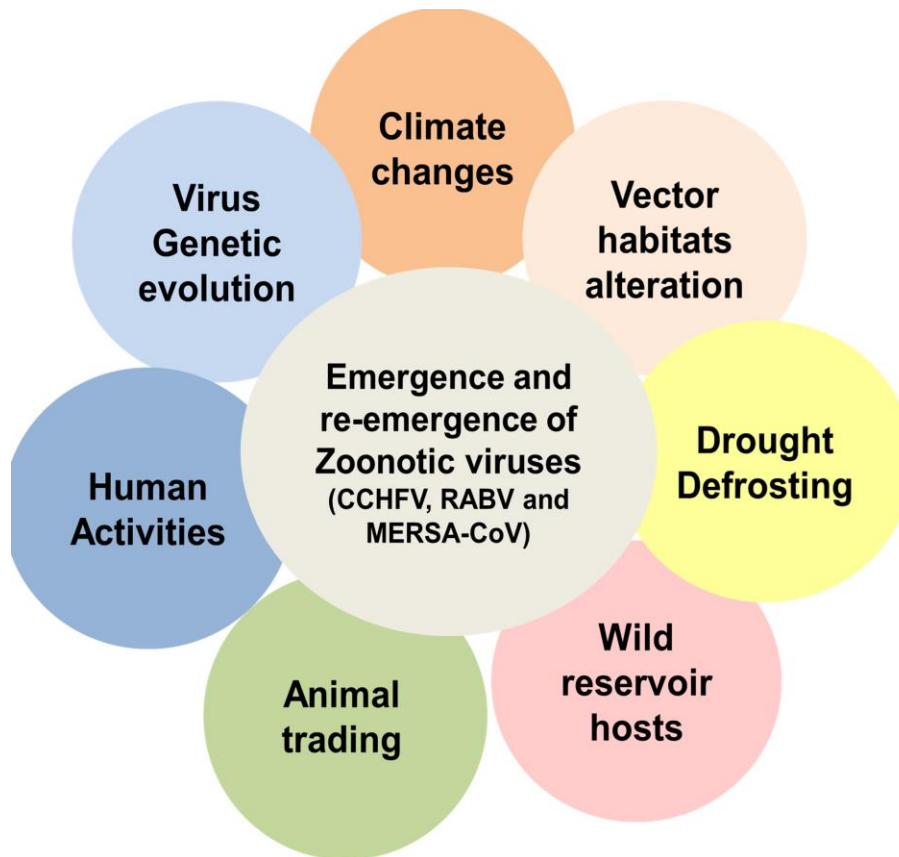 Climate
changes
Vector
habitats
alteration
Drought
Defrosting
Wild
reservoir
hosts
Animal
trading
Human
Activities
Virus
Genetic
evolution
Emergence and
re-emergence of
Zoonotic viruses
(CCHFV, RABV and
MERSA-CoV)